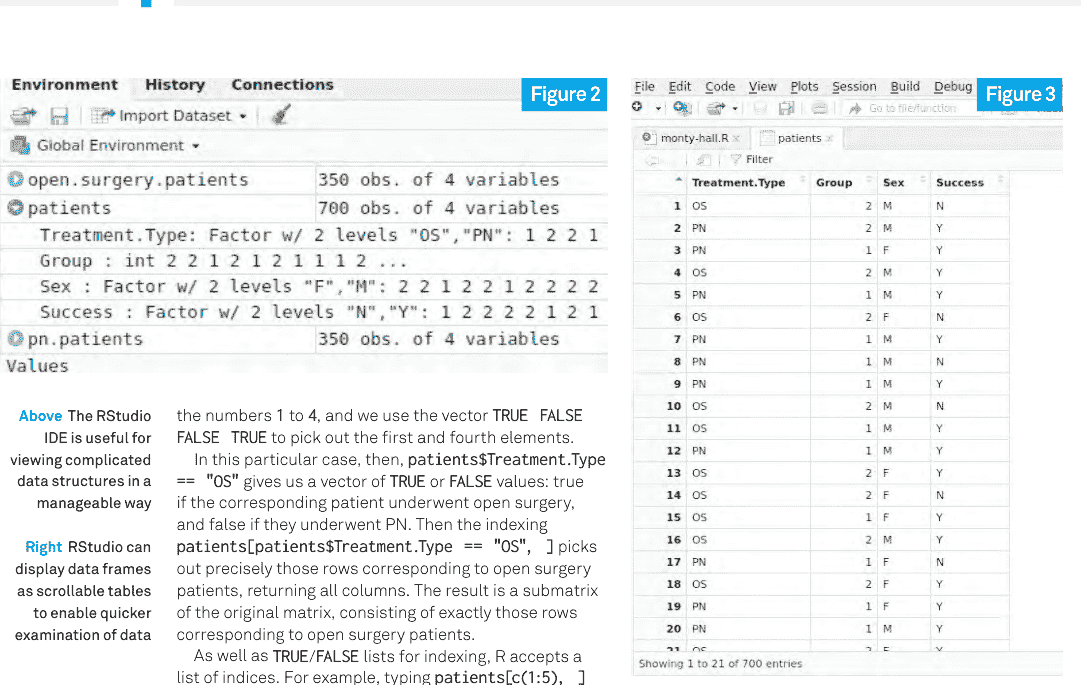 Environment History Connections
Figure 2
Import Dataset
Global Environment
open.surgery.patients 350 obs. of 4 variables
patients 700 obs. of 4 variables
Treatment.Type: Factor w/ 2 levels "OS","PN": 1 2 2 1
Group : int 2 2 1 2 1 2 1 1 1 2 ...
Sex : Factor w/ 2 levels "F","M": 2 2 1 2 2 1 2 2 2 2
Success : Factor w/ 2 levels "N","Y": 1 2 2 2 2 1 2 1
pn.patients 350 obs. of 4 variables
Values
Above The RStudio
IDE is useful for
viewing complicated
data structures in a
manageable way
Right RStudio can
display data frames
as scrollable tables
to enable quicker
examination of data
the numbers 1 to 4, and we use the vector TRUE FALSE
FALSE TRUE to pick out the first and fourth elements.
In this particular case, then, patients$Treatment.Type
== "OS" gives us a vector of TRUE or FALSE values: true
if the corresponding patient underwent open surgery,
and false if they underwent PN. Then the indexing
patients[patients$Treatment.Type == "OS", ] picks
out precisely those rows corresponding to open surgery
patients, returning all columns. The result is a submatrix
of the original matrix, consisting of exactly those rows
corresponding to open surgery patients.
As well as TRUE/FALSE lists for indexing, R accepts a
list of indices. For example, typing patients[c(1:5), ]
File Edit Code View Plots Session Build Debug
Figure 3
Go to file/function
monty-hall.R patients
Filter
Treatment.Type Group Sex Success
1 OS 2 M N
2 PN 2 M Y
3 PN 1 F Y
4 OS 2 M Y
5 PN 1 M Y
6 OS 2 F N
7 PN 1 M Y
8 PN 1 M N
9 PN 1 M Y
10 OS 2 M N
11 OS 1 M Y
12 PN 1 M Y
13 OS 2 F Y
14 OS 2 F N
15 OS 1 F Y
16 OS 2 M Y
17 PN 1 F N
18 OS 2 F Y
19 PN 1 F Y
20 PN 1 M Y
21 OS 2 F Y
Showing 1 to 21 of 700 entries